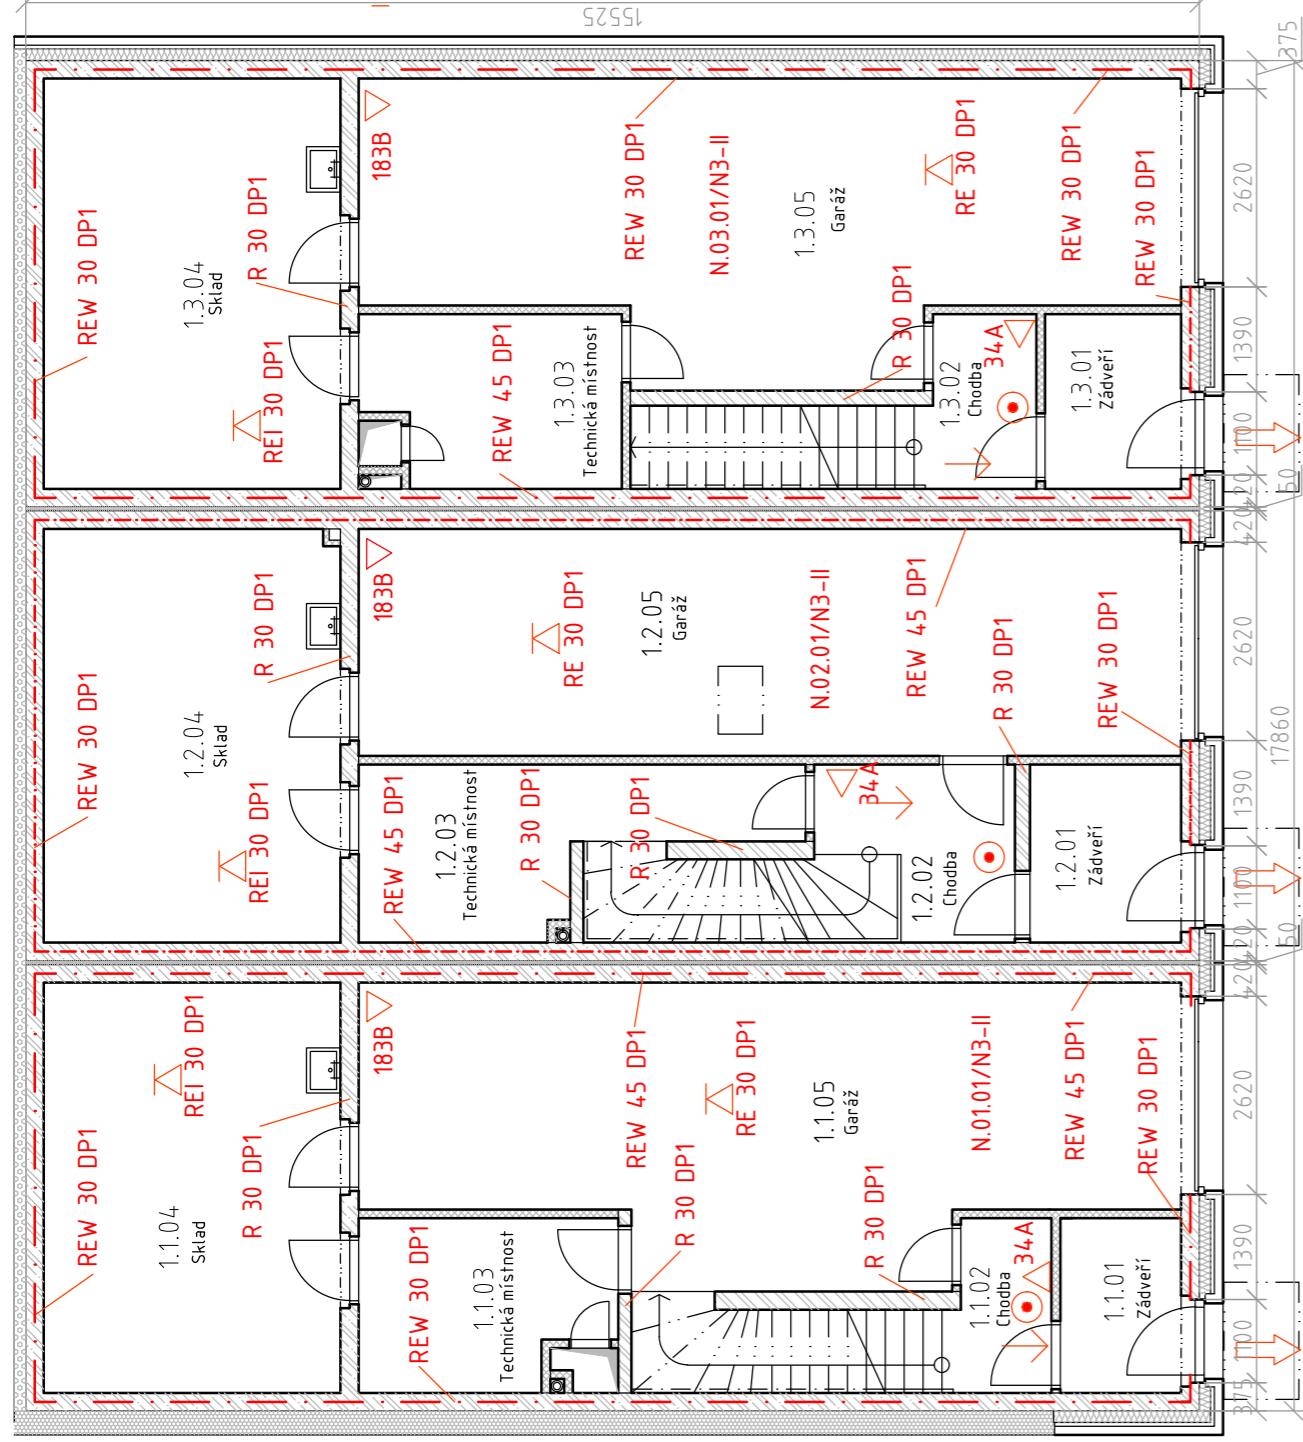 15525
375
REW 30 DP1
1.3.04
Sklad
R 30 DP1
REI 30 DP1
183B
REW 30 DP1
N.03.01/N3-II
1.3.05
Garáž
RE 30 DP1
REW 30 DP1
REW 30 DP1
2620
REW 45 DP1
1.3.03
Technická místnost
R 30 DP1
1.3.02
Chodba
34A
1.3.01
Zádveří
1390
1100
50
420
420
REW 30 DP1
1.2.04
Sklad
R 30 DP1
REI 30 DP1
183B
RE 30 DP1
1.2.05
Garáž
N.02.01/N3-II
REW 45 DP1
R 30 DP1
REW 30 DP1
2620
17860
REW 45 DP1
1.2.03
Technická místnost
R 30 DP1
R 30 DP1
34A
1.2.02
Chodba
1.2.01
Zádveří
1390
1100
50
420
420
REW 30 DP1
1.1.04
Sklad
REI 30 DP1
R 30 DP1
183B
REW 45 DP1
RE 30 DP1
1.1.05
Garáž
N.01.01/N3-II
REW 45 DP1
REW 30 DP1
2620
REW 30 DP1
1.1.03
Technická místnost
R 30 DP1
R 30 DP1
1.1.02
Chodba
34A
1.1.01
Zádveří
1390
1100
375